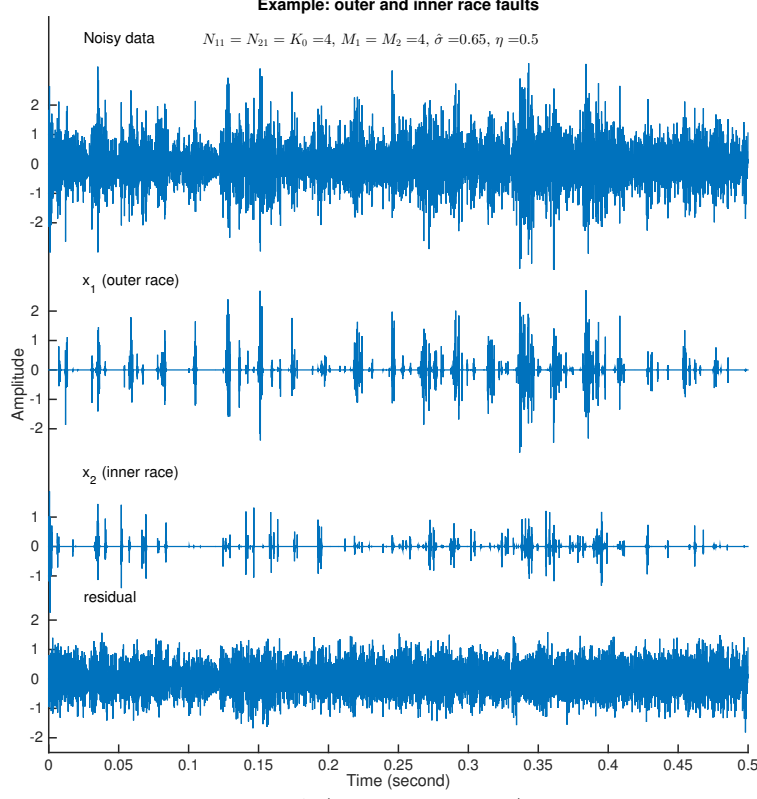 Example: outer and inner race faults
Noisy data N₁₁ = N₂₁ = K₀ =4, M₁ = M₂ =4, σ̂ =0.65, η =0.5
2
1
0
-1
-2
x₁ (outer race)
2
1
0
-1
-2
Amplitude
x₂ (inner race)
1
0
-1
residual
2
1
0
-1
-2
0 0.05 0.1 0.15 0.2 0.25 0.3 0.35 0.4 0.45 0.5
Time (second)